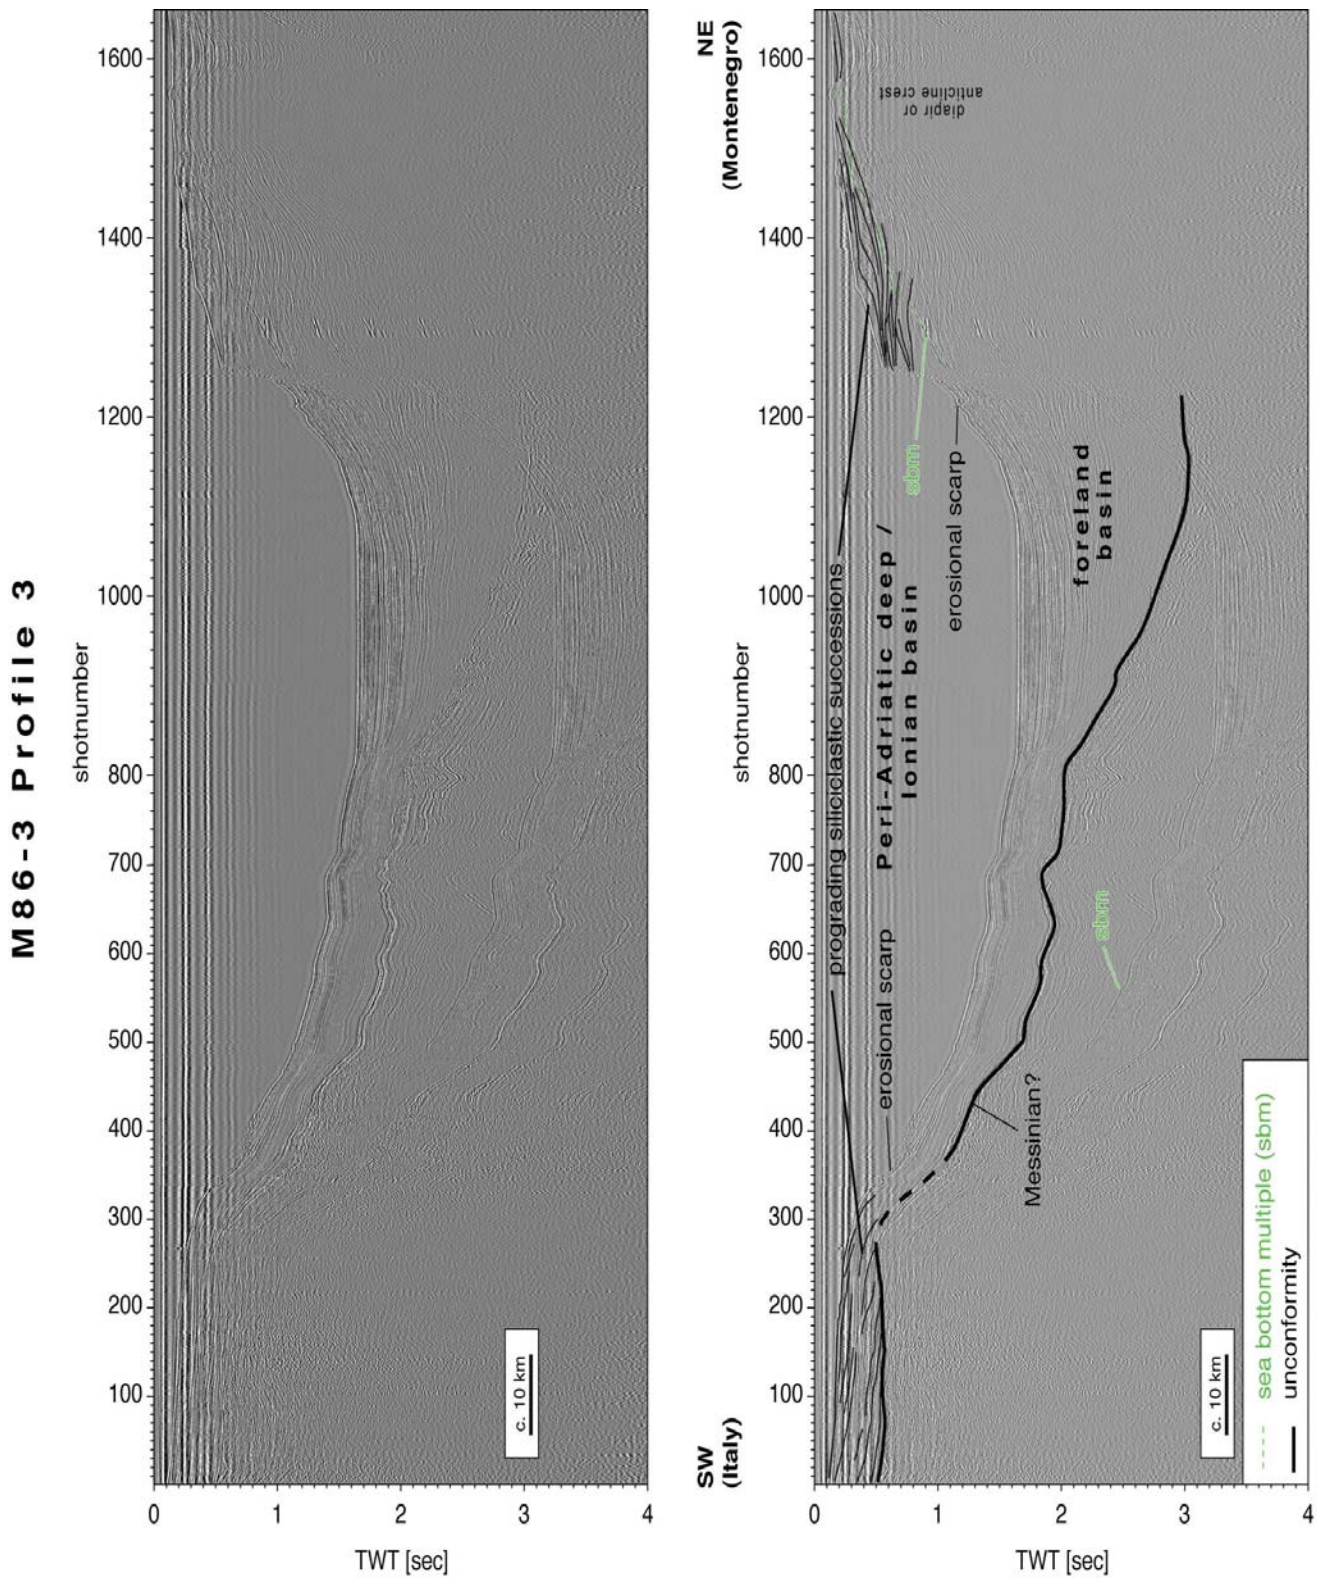 M86-3 Profile 3
shotnumber
100
200
300
400
500
600
700
800
1000
1200
1400
1600
0
1
2
3
4
TWT [sec]
c. 10 km
SW
(Italy)
NE
(Montenegro)
shotnumber
100
200
300
400
500
600
700
800
1000
1200
1400
1600
0
1
2
3
4
TWT [sec]
prograding siliciclastic successions
erosional scarp
Peri-Adriatic deep /
Ionian basin
erosional scarp
sbm
foreland
basin
diapir or
anticline crest
Messinian?
sbm
c. 10 km
sea bottom multiple (sbm)
unconformity